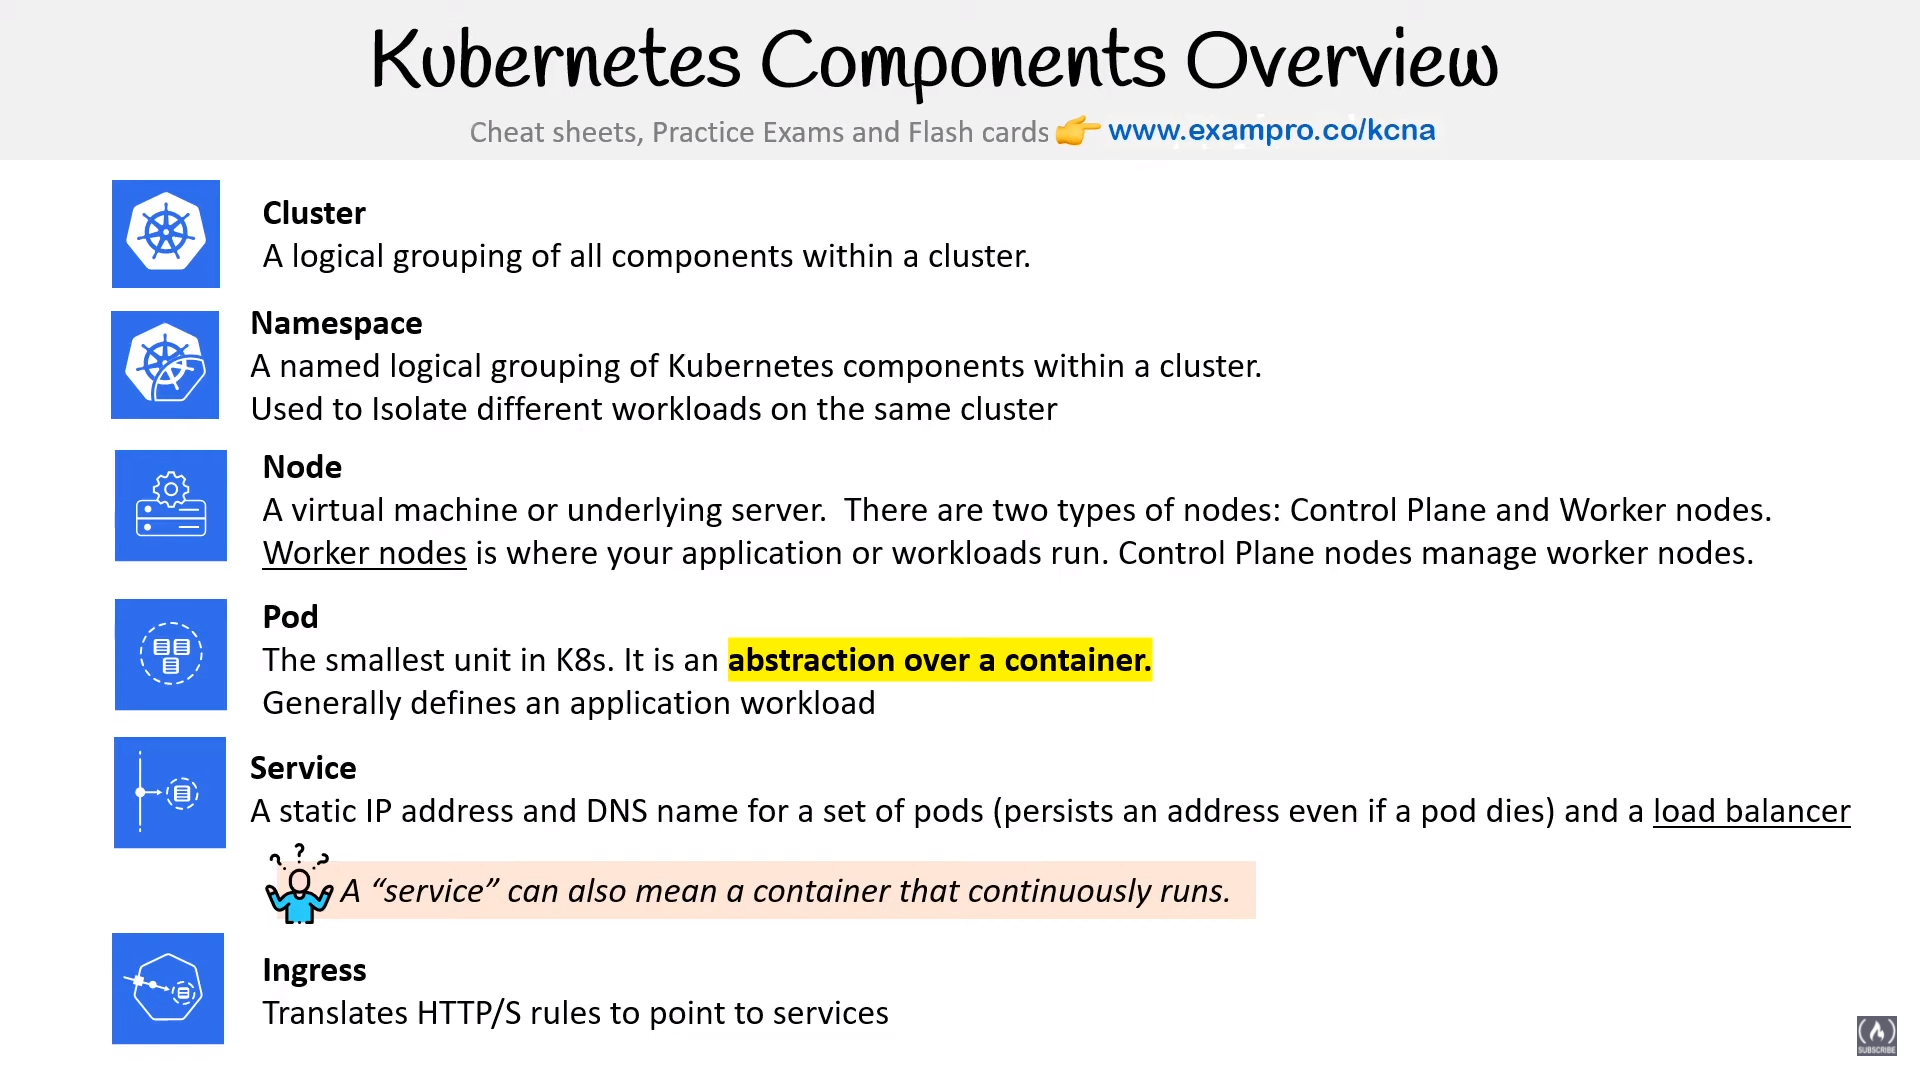 Kubernetes Components Overview
Cheat sheets, Practice Exams and Flash cards 👉 www.exampro.co/kcna
Cluster
A logical grouping of all components within a cluster.
Namespace
A named logical grouping of Kubernetes components within a cluster.
Used to Isolate different workloads on the same cluster
Node
A virtual machine or underlying server.  There are two types of nodes: Control Plane and Worker nodes.
Worker nodes is where your application or workloads run. Control Plane nodes manage worker nodes.
Pod
The smallest unit in K8s. It is an abstraction over a container.
Generally defines an application workload
Service
A static IP address and DNS name for a set of pods (persists an address even if a pod dies) and a load balancer
A “service” can also mean a container that continuously runs.
Ingress
Translates HTTP/S rules to point to services
SUBSCRIBE